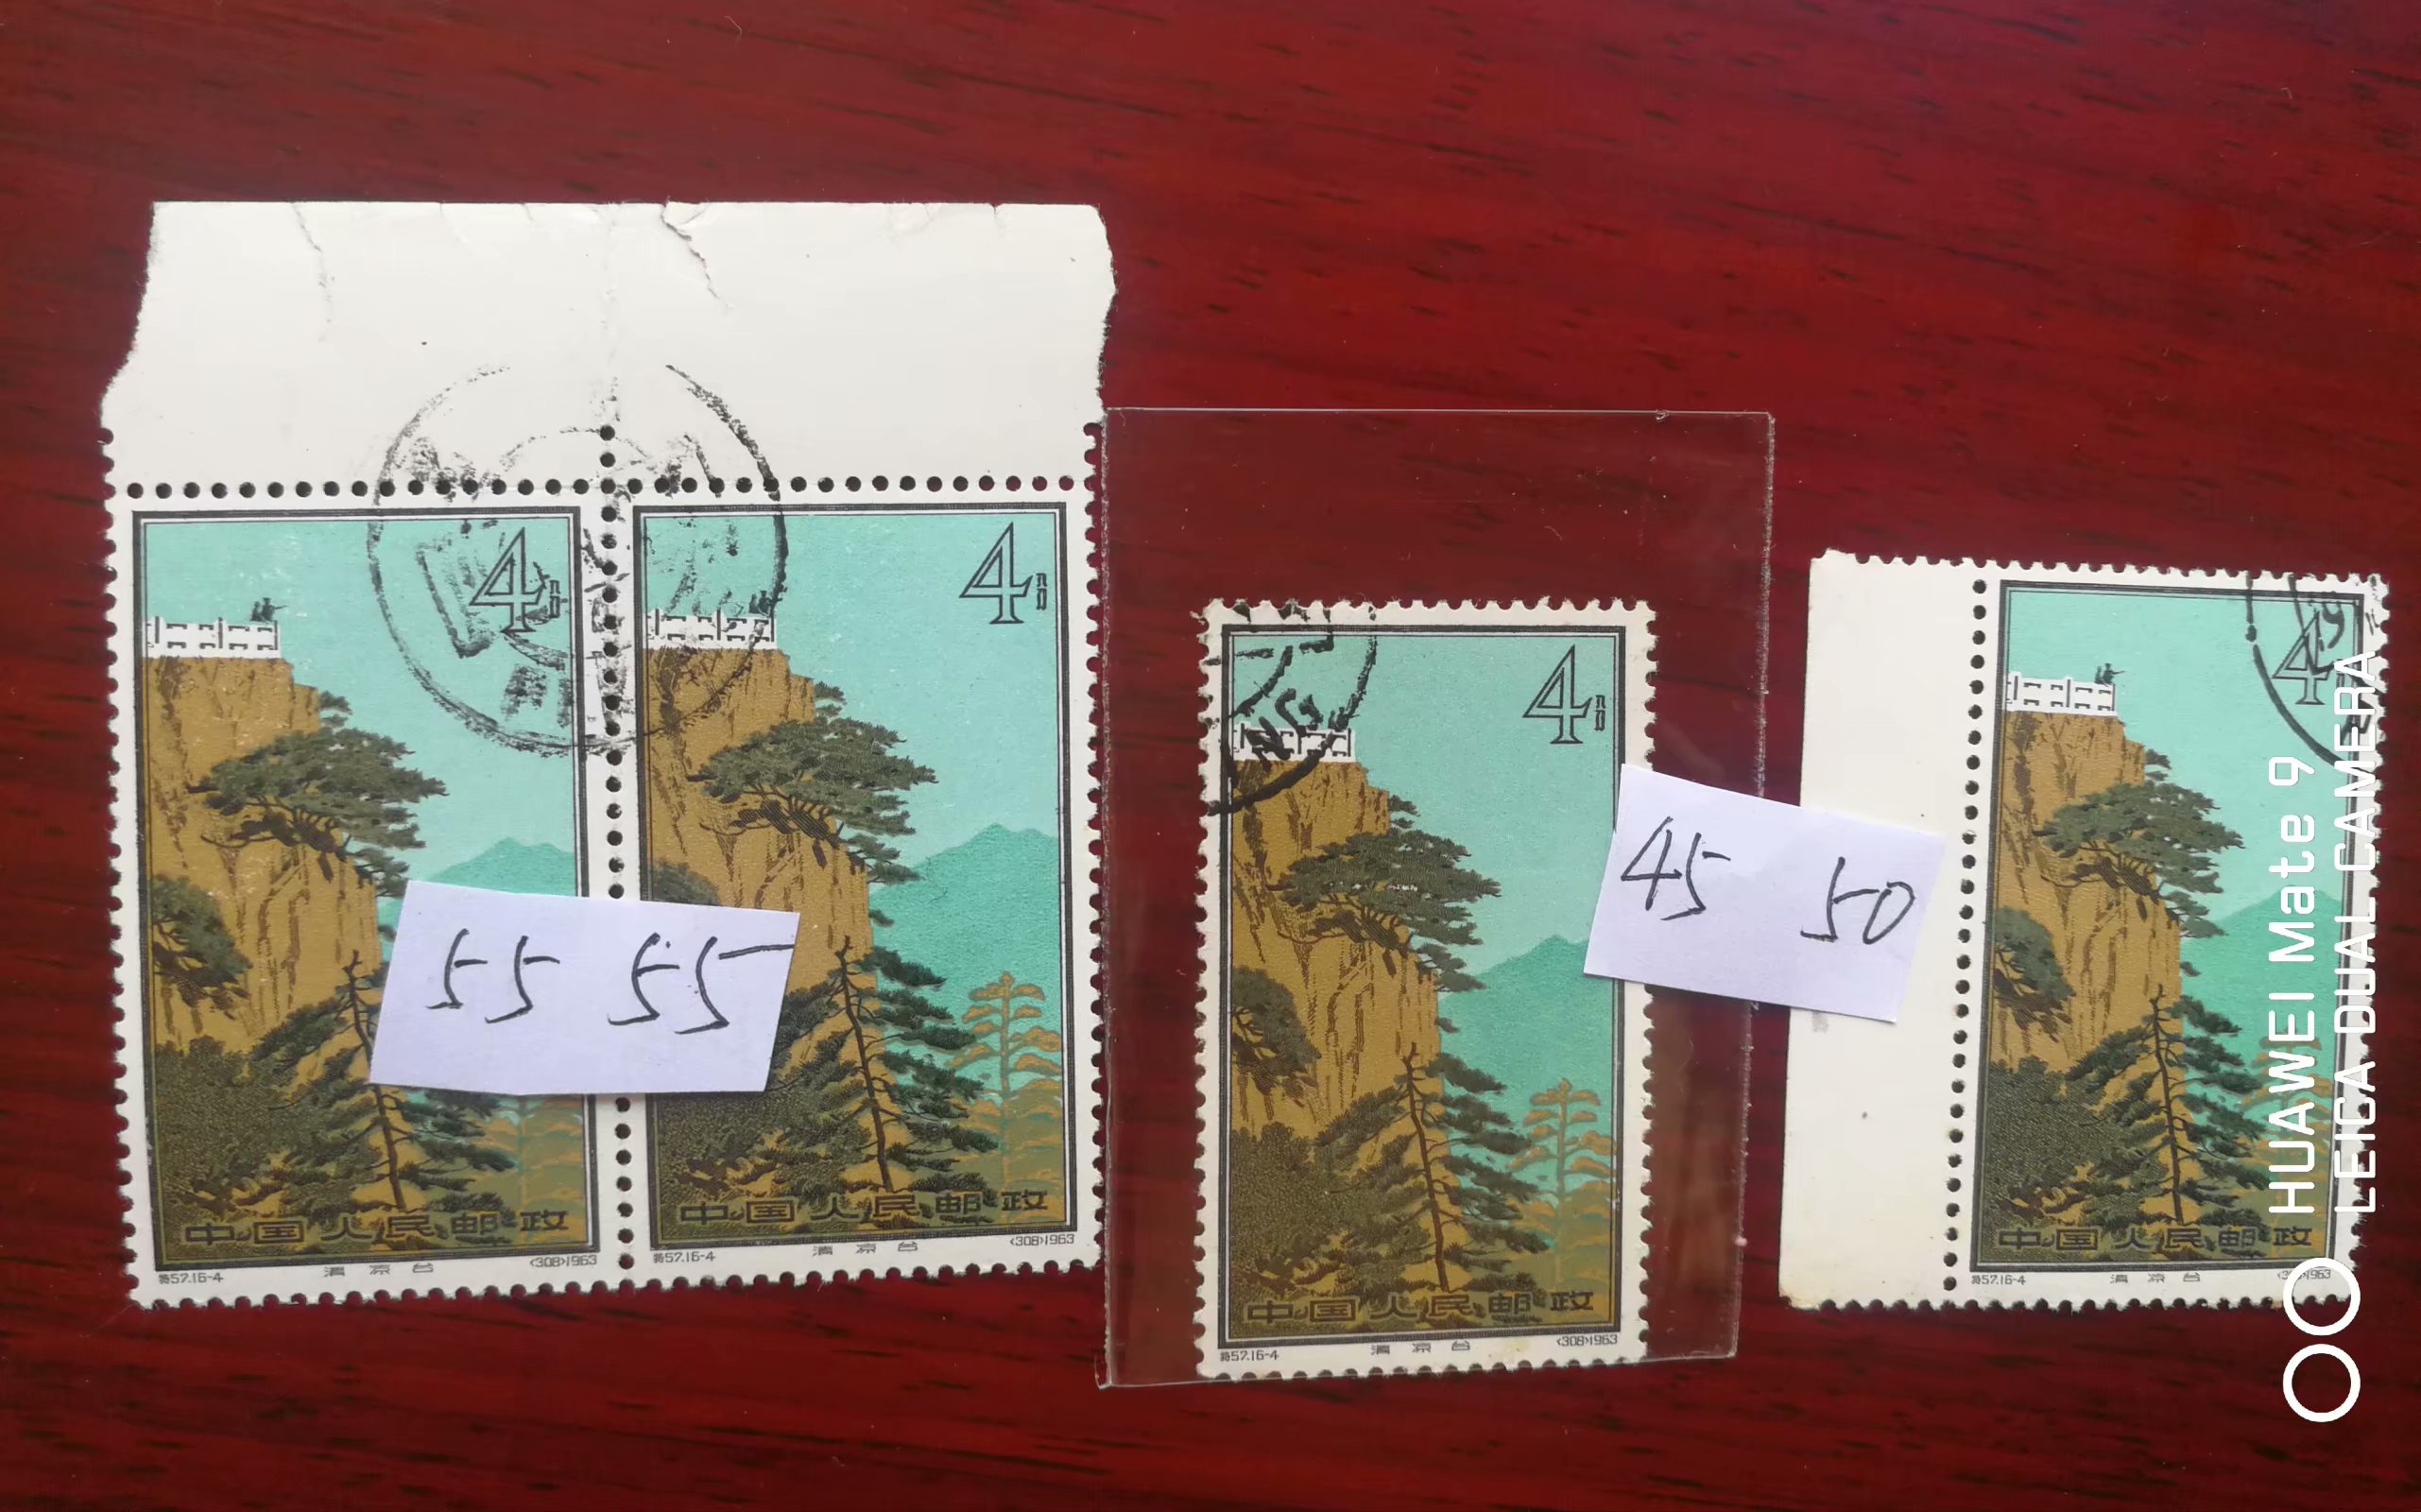 4分
4分
55 55
中国人民邮政
特57.16-4 清凉台 (308)1963
中国人民邮政
特57.16-4 清凉台 (308)1963
NG
4分
45 50
中国人民邮政
特57.16-4 清凉台 (308)1963
4
中国人民邮政
特57.16-4 清凉台 (308)1963
HUAWEI Mate 9
LEICA DUAL CAMERA